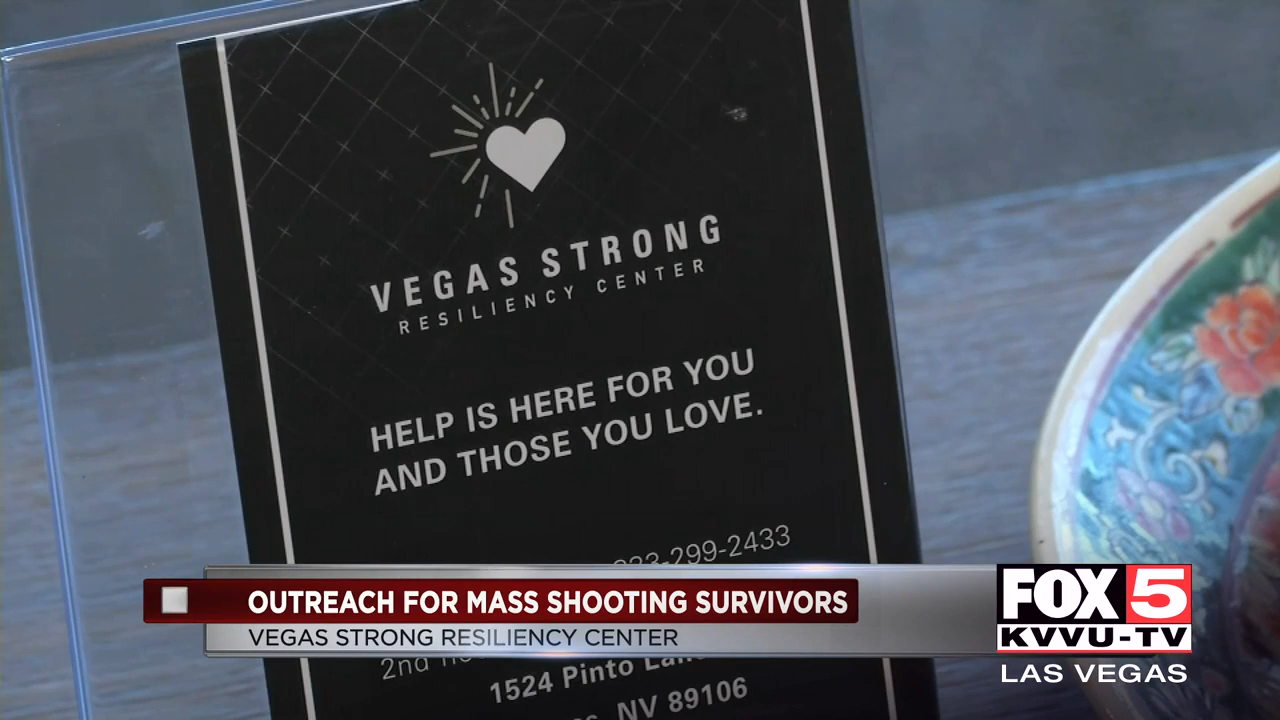 VEGAS STRONG
RESILIENCY CENTER
HELP IS HERE FOR YOU
AND THOSE YOU LOVE.
-299-2433
OUTREACH FOR MASS SHOOTING SURVIVORS
VEGAS STRONG RESILIENCY CENTER
2nd
1524 Pinto
NV 89106
FOX 5
KVVU-TV
LAS VEGAS